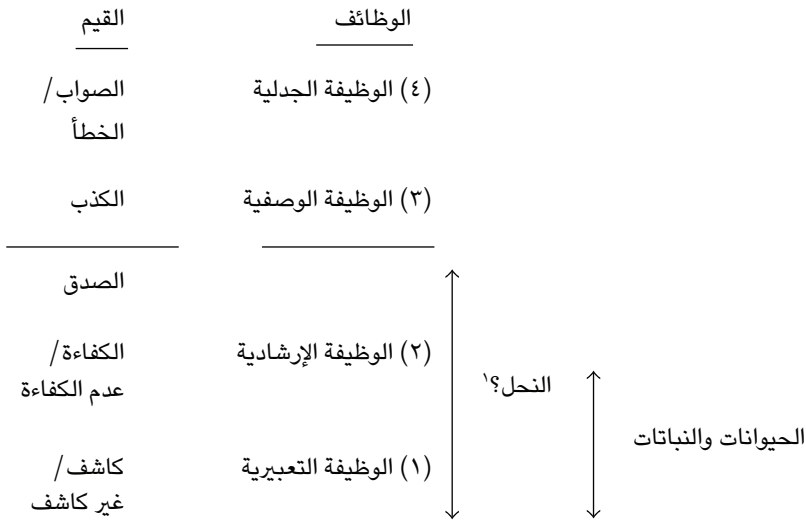 الوظائف القيم
(٤) الوظيفة الجدلية الصواب/
الخطأ
(٣) الوظيفة الوصفية الكذب
الصدق
(٢) الوظيفة الإرشادية الكفاءة/
عدم الكفاءة
النحل؟١
الحيوانات والنباتات
(١) الوظيفة التعبيرية كاشف/
غير كاشف